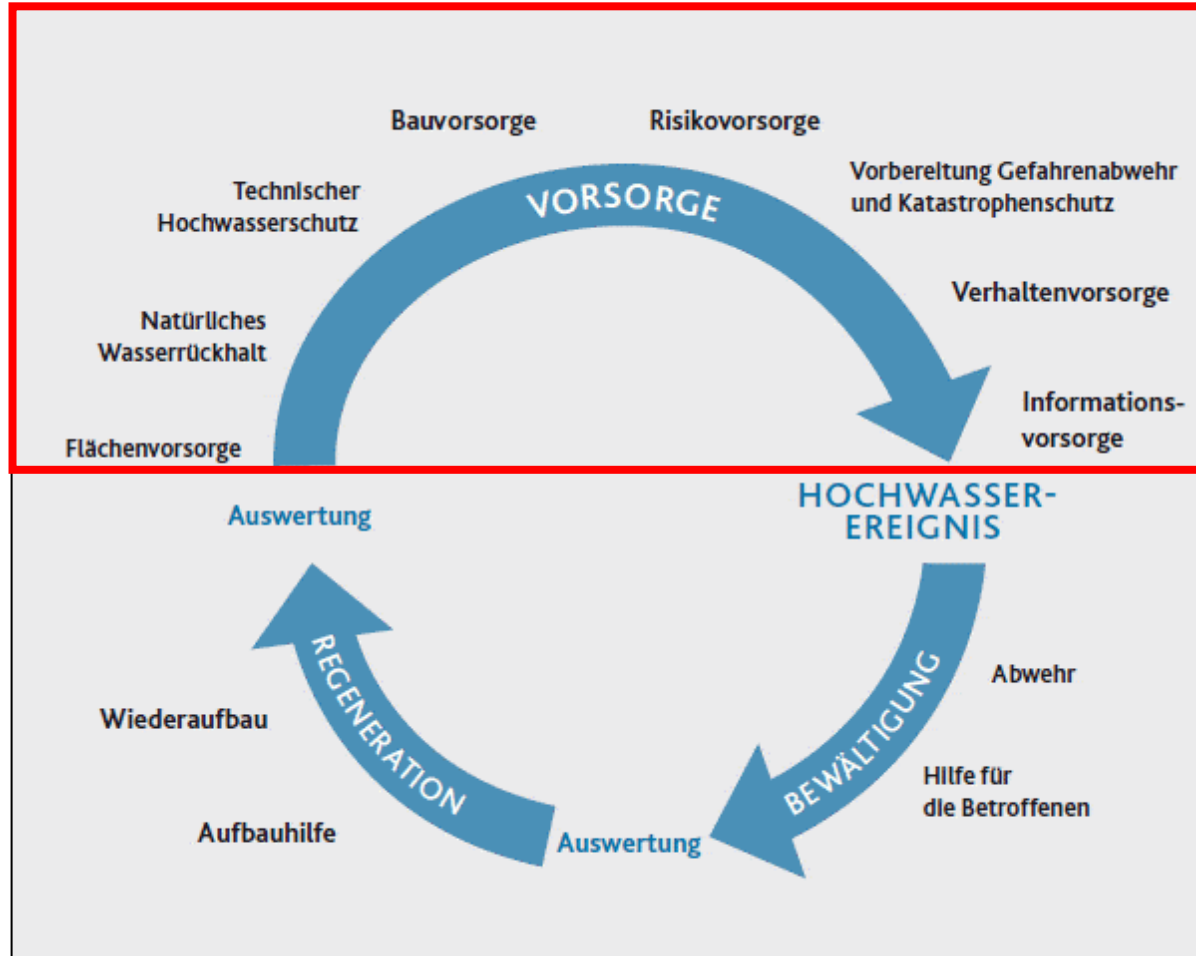 Bauvorsorge
Risikovorsorge
Technischer
Hochwasserschutz
VORSORGE
Vorbereitung Gefahrenabwehr
und Katastrophenschutz
Natürliches
Wasserrückhalt
Verhaltenvorsorge
Flächenvorsorge
Informations-
vorsorge
Auswertung
HOCHWASSER-
EREIGNIS
REGENERATION
BEWÄLTIGUNG
Abwehr
Wiederaufbau
Hilfe für
die Betroffenen
Aufbauhilfe
Auswertung